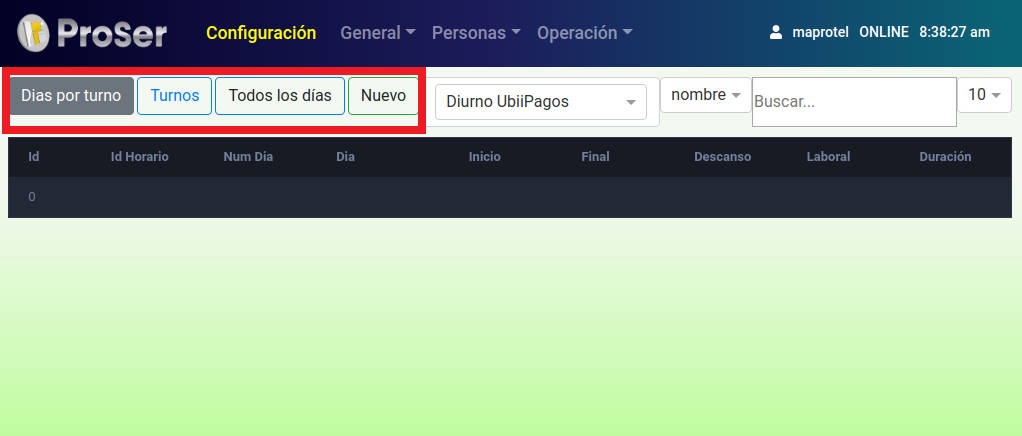 ProSer Configuración General Personas Operación maprotel ONLINE 8:38:27 am
Dias por turno Turnos Todos los días Nuevo Diurno UbiiPagos nombre Buscar... 10
Id Id Horario Num Día Dia Inicio Final Descanso Laboral Duración
0